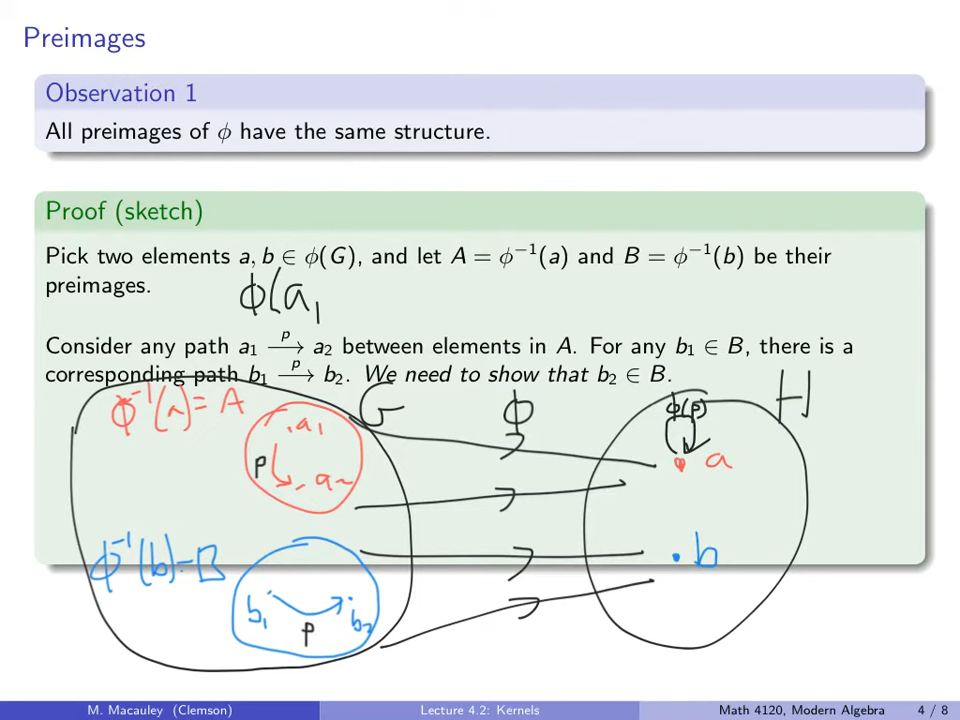 Preimages
Observation 1
All preimages of ϕ have the same structure.
Proof (sketch)
Pick two elements a, b ∈ ϕ(G), and let A = ϕ⁻¹(a) and B = ϕ⁻¹(b) be their
preimages.
ϕ(a₁
Consider any path a₁ —p→ a₂ between elements in A. For any b₁ ∈ B, there is a
corresponding path b₁ —p→ b₂. We need to show that b₂ ∈ B.
ϕ⁻¹(a) = A
G
ϕ
H
ϕ(p)
a₁
p
a₂
a
ϕ⁻¹(b) = B
b
b₁
p
b₂
M. Macauley (Clemson)
Lecture 4.2: Kernels
Math 4120, Modern Algebra
4 / 8